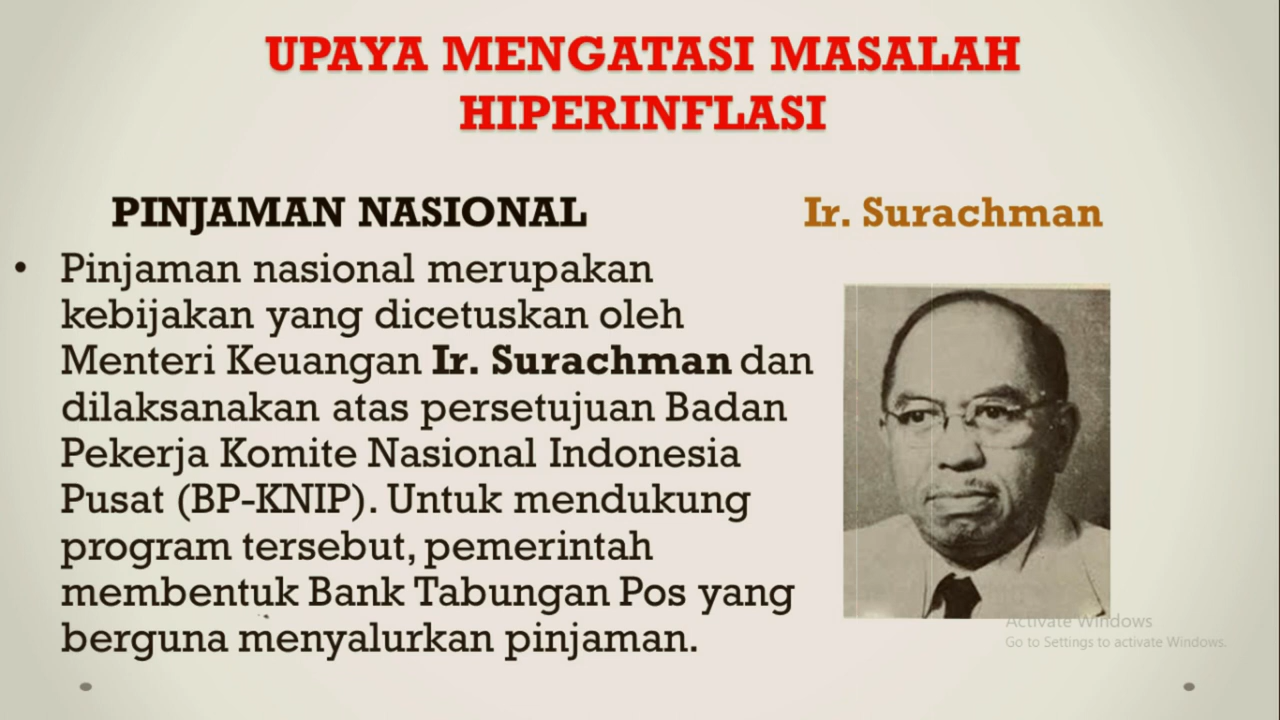 UPAYA MENGATASI MASALAH
HIPERINFLASI
PINJAMAN NASIONAL
• Pinjaman nasional merupakan
kebijakan yang dicetuskan oleh
Menteri Keuangan Ir. Surachman dan
dilaksanakan atas persetujuan Badan
Pekerja Komite Nasional Indonesia
Pusat (BP-KNIP). Untuk mendukung
program tersebut, pemerintah
membentuk Bank Tabungan Pos yang
berguna menyalurkan pinjaman.
Ir. Surachman
Activate Windows
Go to Settings to activate Windows.